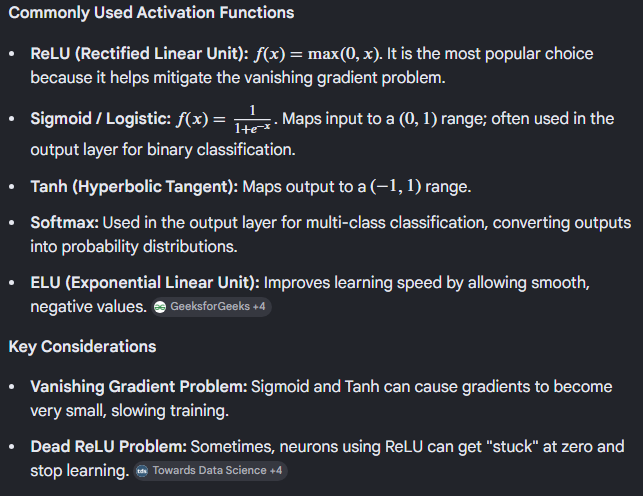 Commonly Used Activation Functions
• ReLU (Rectified Linear Unit): f(x) = max(0, x). It is the most popular choice
because it helps mitigate the vanishing gradient problem.
• Sigmoid / Logistic: f(x) = 1/(1+e^−x). Maps input to a (0, 1) range; often used in the
output layer for binary classification.
• Tanh (Hyperbolic Tangent): Maps output to a (−1, 1) range.
• Softmax: Used in the output layer for multi-class classification, converting outputs
into probability distributions.
• ELU (Exponential Linear Unit): Improves learning speed by allowing smooth,
negative values. GeeksforGeeks +4
Key Considerations
• Vanishing Gradient Problem: Sigmoid and Tanh can cause gradients to become
very small, slowing training.
• Dead ReLU Problem: Sometimes, neurons using ReLU can get "stuck" at zero and
stop learning. tds Towards Data Science +4